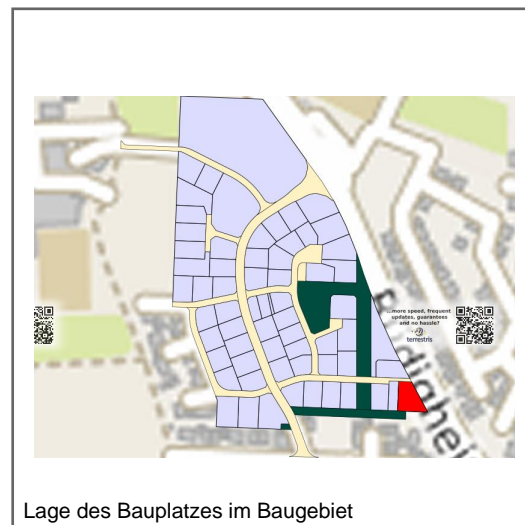 ...more speed, frequent
updates, guarantees
and no hassle?
terrestris
Lage des Bauplatzes im Baugebiet